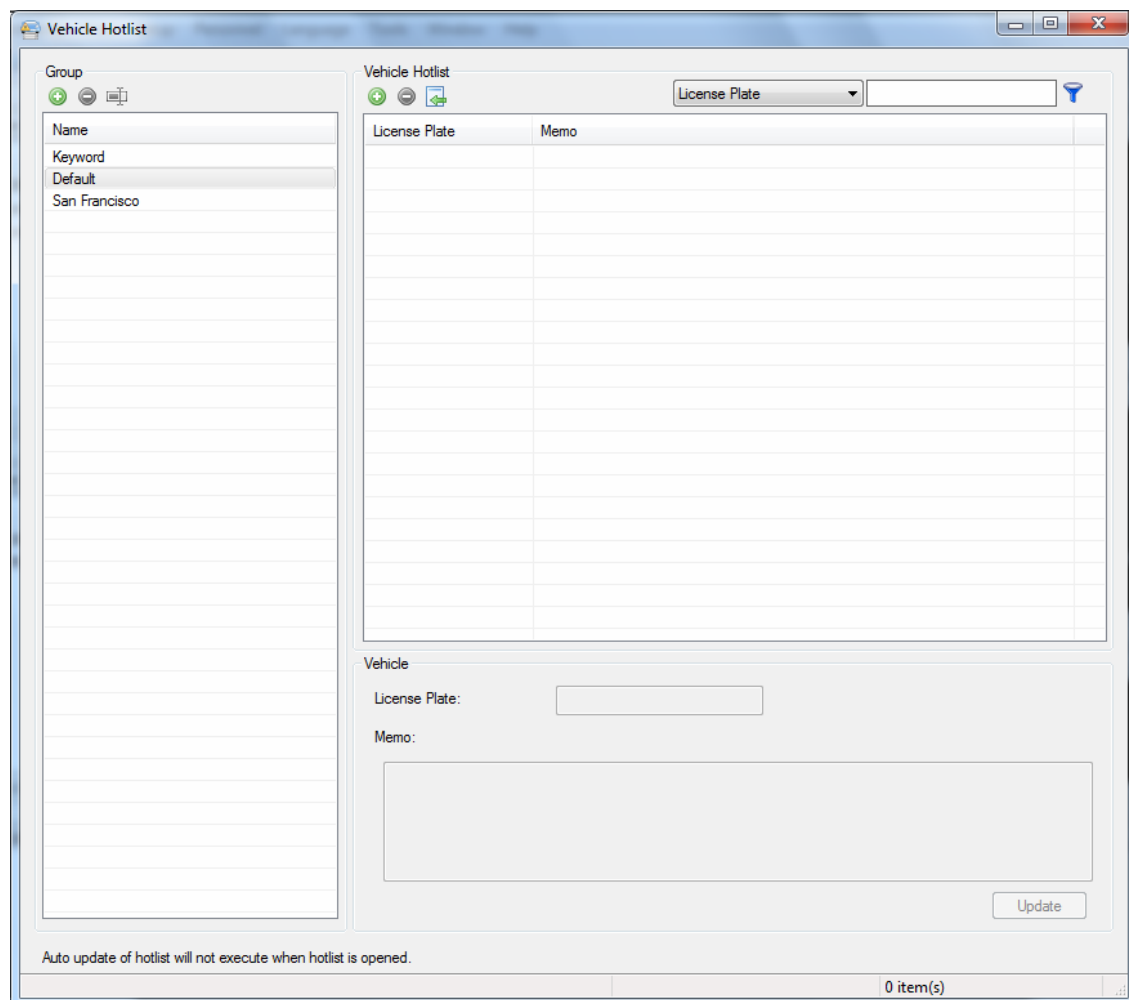 Vehicle Hotlist
Group
Name
Keyword
Default
San Francisco
Vehicle Hotlist
License Plate
License Plate Memo
Vehicle
License Plate:
Memo:
Update
Auto update of hotlist will not execute when hotlist is opened.
0 item(s)